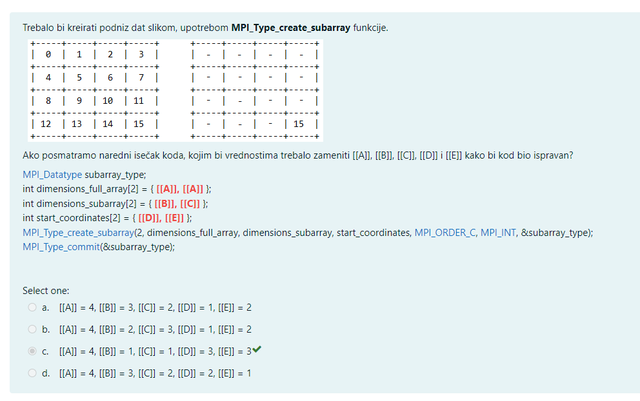 Trebalo bi kreirati podniz dat slikom, upotrebom MPI_Type_create_subarray funkcije.
+-----+-----+-----+-----+ +-----+-----+-----+-----+
| 0 | 1 | 2 | 3 | | - | - | - | - |
+-----+-----+-----+-----+ +-----+-----+-----+-----+
| 4 | 5 | 6 | 7 | | - | - | - | - |
+-----+-----+-----+-----+ +-----+-----+-----+-----+
| 8 | 9 | 10 | 11 | | - | - | - | - |
+-----+-----+-----+-----+ +-----+-----+-----+-----+
| 12 | 13 | 14 | 15 | | - | - | - | 15 |
+-----+-----+-----+-----+ +-----+-----+-----+-----+
Ako posmatramo naredni isečak koda, kojim bi vrednostima trebalo zameniti [[A]], [[B]], [[C]], [[D]] i [[E]] kako bi kod bio ispravan?
MPI_Datatype subarray_type;
int dimensions_full_array[2] = { [[A]], [[A]] };
int dimensions_subarray[2] = { [[B]], [[C]] };
int start_coordinates[2] = { [[D]], [[E]] };
MPI_Type_create_subarray(2, dimensions_full_array, dimensions_subarray, start_coordinates, MPI_ORDER_C, MPI_INT, &subarray_type);
MPI_Type_commit(&subarray_type);
Select one:
a. [[A]] = 4, [[B]] = 3, [[C]] = 2, [[D]] = 1, [[E]] = 2
b. [[A]] = 4, [[B]] = 2, [[C]] = 3, [[D]] = 1, [[E]] = 2
c. [[A]] = 4, [[B]] = 1, [[C]] = 1, [[D]] = 3, [[E]] = 3
d. [[A]] = 4, [[B]] = 3, [[C]] = 2, [[D]] = 2, [[E]] = 1